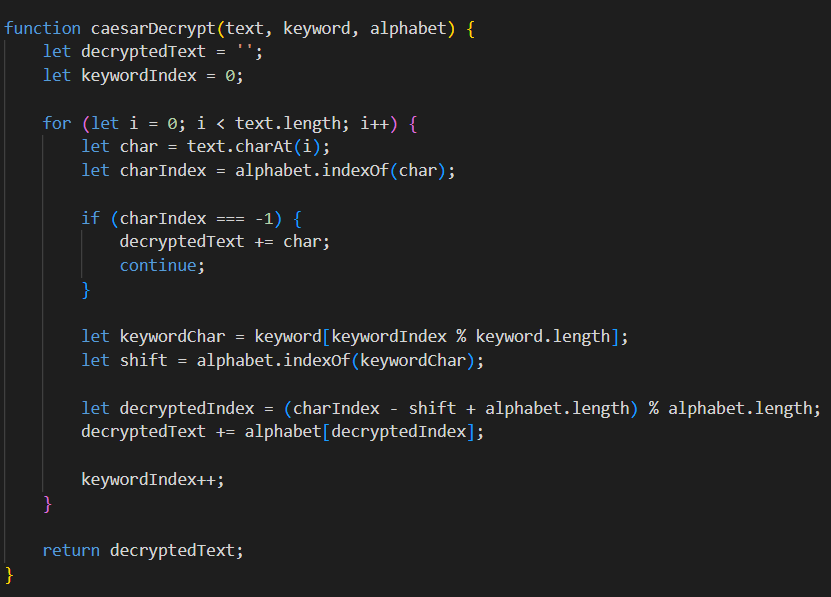 function caesarDecrypt(text, keyword, alphabet) {
    let decryptedText = '';
    let keywordIndex = 0;

    for (let i = 0; i < text.length; i++) {
        let char = text.charAt(i);
        let charIndex = alphabet.indexOf(char);

        if (charIndex === -1) {
            decryptedText += char;
            continue;
        }

        let keywordChar = keyword[keywordIndex % keyword.length];
        let shift = alphabet.indexOf(keywordChar);

        let decryptedIndex = (charIndex - shift + alphabet.length) % alphabet.length;
        decryptedText += alphabet[decryptedIndex];

        keywordIndex++;
    }

    return decryptedText;
}